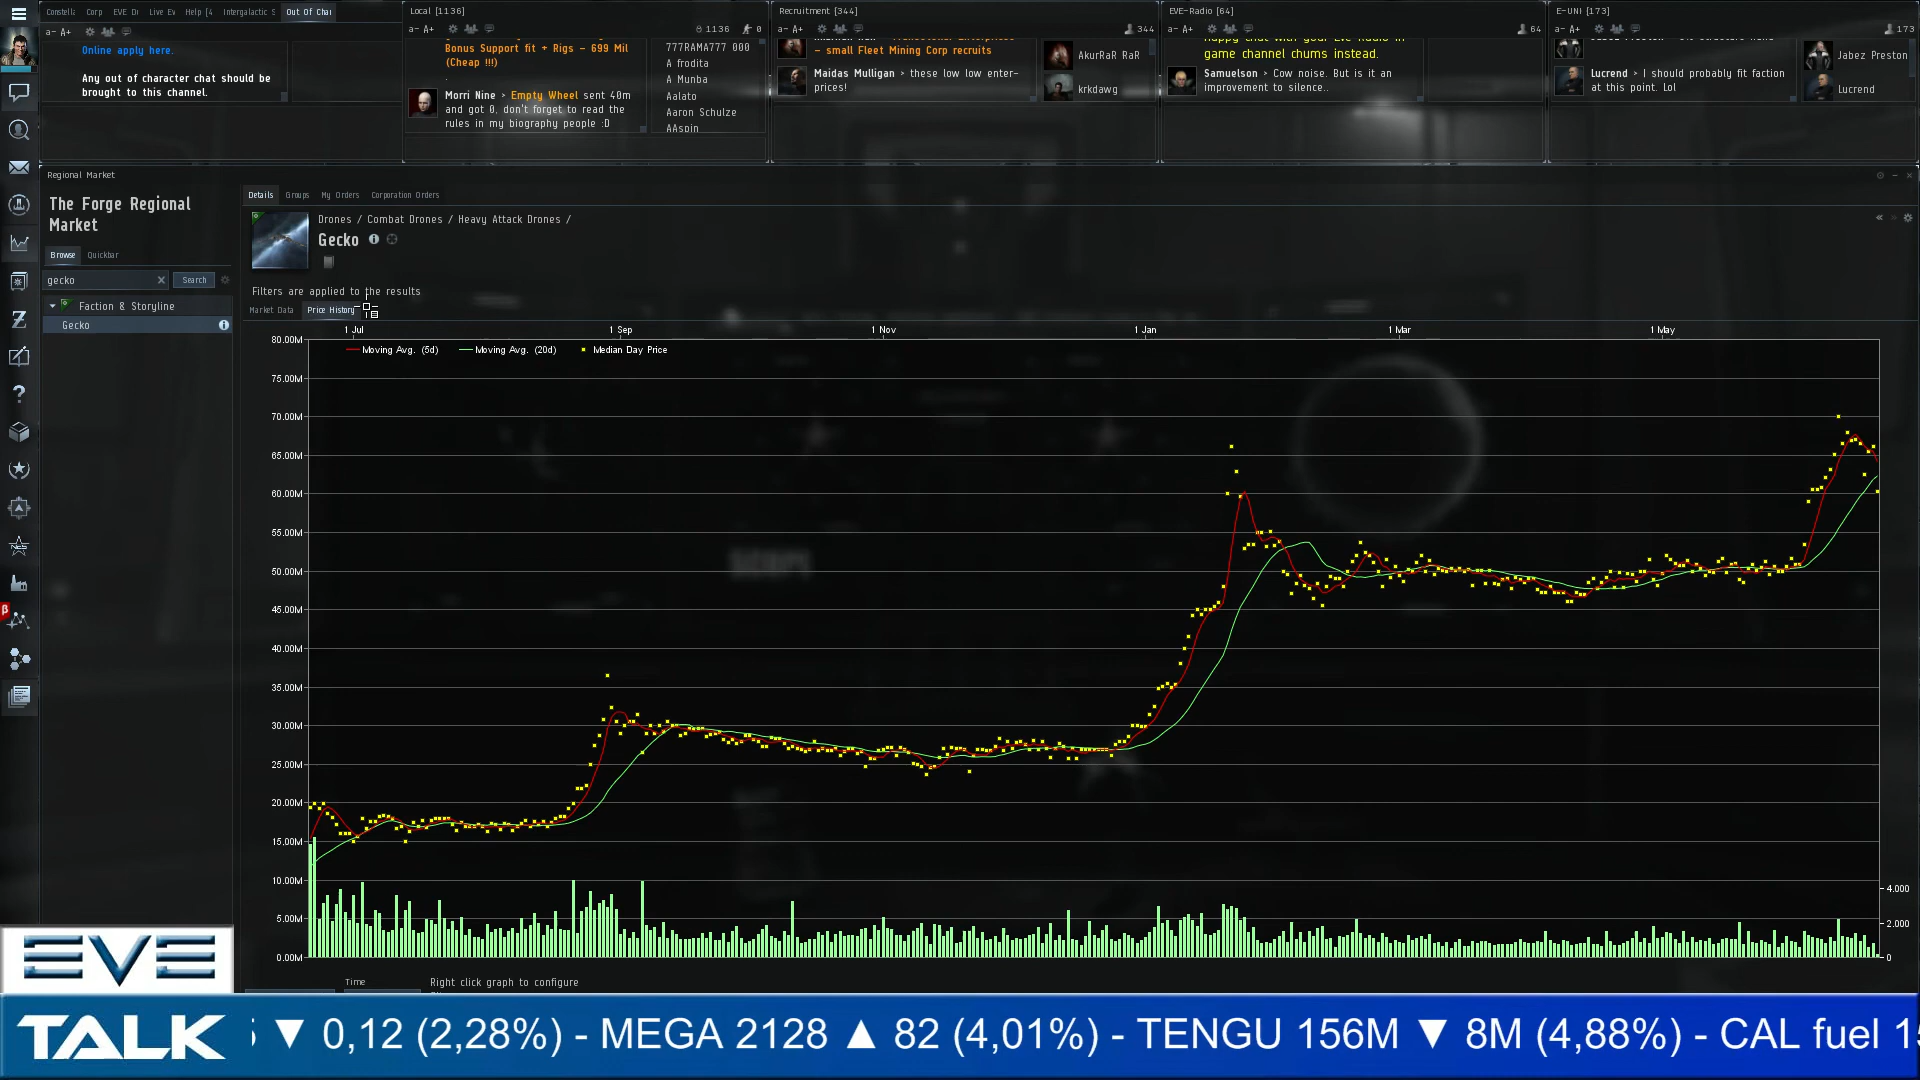 Constell
Corp
EVE D
Live Ev
Help [4
Intergalactic S
Out Of Char
a- A+
Online apply here.
Any out of character chat should be
brought to this channel.
Local [1136]
a- A+
1136
0
Bonus Support fit + Rigs - 699 Mil
(Cheap !!!)
.
Morri Nine > Empty Wheel sent 40m
and got 0, don't forget to read the
rules in my biography people :D
777RAMA777 000
A frodita
A Munba
Aalato
Aaron Schulze
AAspin
Recruitment [344]
a- A+
344
- small Fleet Mining Corp recruits
Maidas Mulligan > these low low enter-
prices!
AkurRaR RaR
krkdawg
EVE-Radio [64]
a- A+
64
game channel chums instead.
Samuelson > Cow noise. But is it an
improvement to silence..
E-UNI [173]
a- A+
173
Lucrend > I should probably fit faction
at this point. Lol
Jabez Preston
Lucrend
Regional Market
The Forge Regional
Market
Browse
Quickbar
gecko
Search
Faction & Storyline
Gecko
Details
Groups
My Orders
Corporation Orders
Drones / Combat Drones / Heavy Attack Drones /
Gecko
Filters are applied to the results
Market Data
Price History
1 Jul
1 Sep
1 Nov
1 Jan
1 Mar
1 May
Moving Avg. (5d)
Moving Avg. (20d)
Median Day Price
80.00M
75.00M
70.00M
65.00M
60.00M
55.00M
50.00M
45.00M
40.00M
35.00M
30.00M
25.00M
20.00M
15.00M
10.00M
5.00M
0.00M
4.000
2.000
0
Time
Right click graph to configure
β
EVE
TALK
▼ 0,12 (2,28%) - MEGA 2128 ▲ 82 (4,01%) - TENGU 156M ▼ 8M (4,88%) - CAL fuel 1